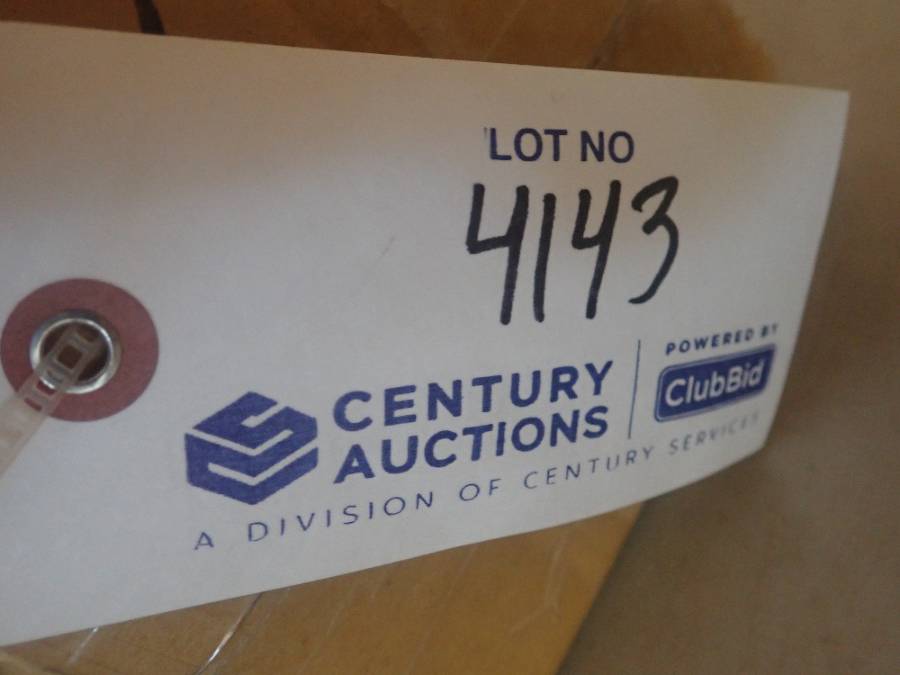 LOT NO
4143
CENTURY
AUCTIONS
POWERED BY
ClubBid
A DIVISION OF CENTURY SERVICES